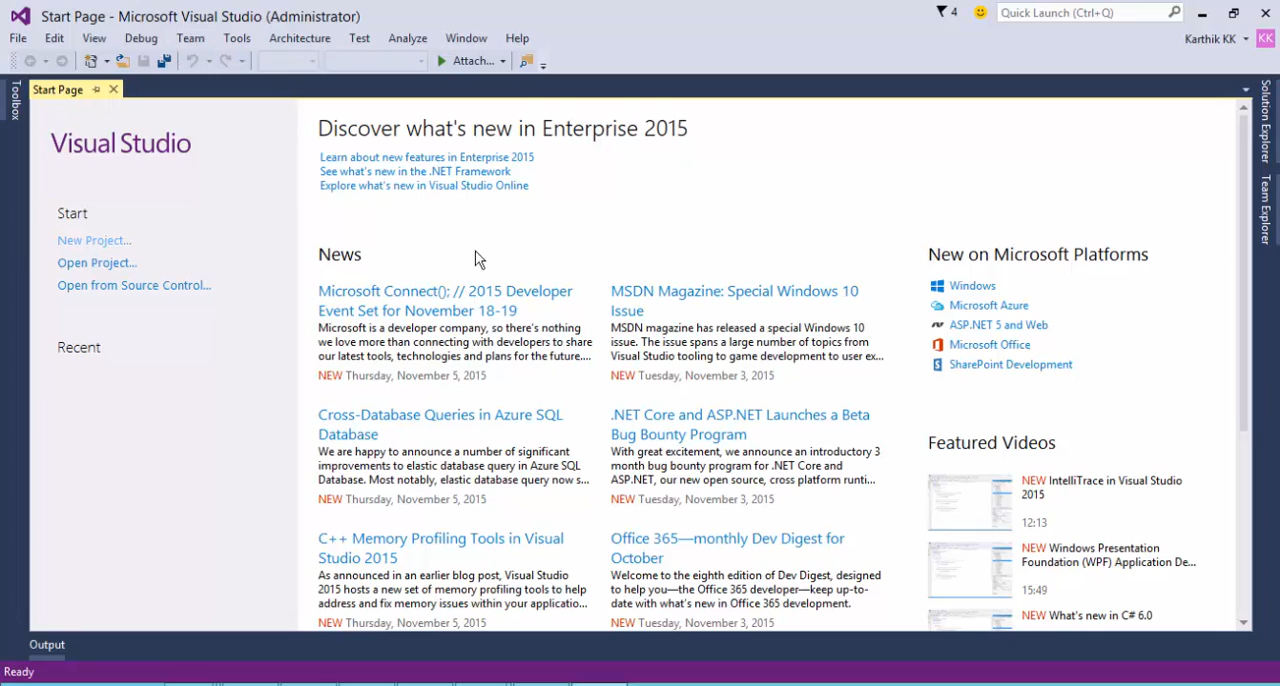 Start Page - Microsoft Visual Studio (Administrator)
4
Quick Launch (Ctrl+Q)
File Edit View Debug Team Tools Architecture Test Analyze Window Help
Karthik KK
KK
Attach...
Toolbox
Start Page
Solution Explorer
Team Explorer
Visual Studio
Start
New Project...
Open Project...
Open from Source Control...
Recent
Discover what's new in Enterprise 2015
Learn about new features in Enterprise 2015
See what's new in the .NET Framework
Explore what's new in Visual Studio Online
News
Microsoft Connect(); // 2015 Developer
Event Set for November 18-19
Microsoft is a developer company, so there's nothing
we love more than connecting with developers to share
our latest tools, technologies and plans for the future....
NEW Thursday, November 5, 2015
MSDN Magazine: Special Windows 10
Issue
MSDN magazine has released a special Windows 10
issue. The issue spans a large number of topics from
Visual Studio tooling to game development to user ex...
NEW Tuesday, November 3, 2015
Cross-Database Queries in Azure SQL
Database
We are happy to announce a number of significant
improvements to elastic database query in Azure SQL
Database. Most notably, elastic database query now s...
NEW Thursday, November 5, 2015
.NET Core and ASP.NET Launches a Beta
Bug Bounty Program
With great excitement, we announce an introductory 3
month bug bounty program for .NET Core and
ASP.NET, our new open source, cross platform runti...
NEW Tuesday, November 3, 2015
C++ Memory Profiling Tools in Visual
Studio 2015
As announced in an earlier blog post, Visual Studio
2015 hosts a new set of memory profiling tools to help
address and fix memory issues within your applicatio...
NEW Thursday, November 5, 2015
Office 365—monthly Dev Digest for
October
Welcome to the eighth edition of Dev Digest, designed
to help you—the Office 365 developer—keep up-to-
date with what's new in Office 365 development.
NEW Tuesday, November 3, 2015
New on Microsoft Platforms
Windows
Microsoft Azure
ASP.NET 5 and Web
Microsoft Office
SharePoint Development
Featured Videos
NEW IntelliTrace in Visual Studio
2015
12:13
NEW Windows Presentation
Foundation (WPF) Application De...
15:49
NEW What's new in C# 6.0
Output
Ready